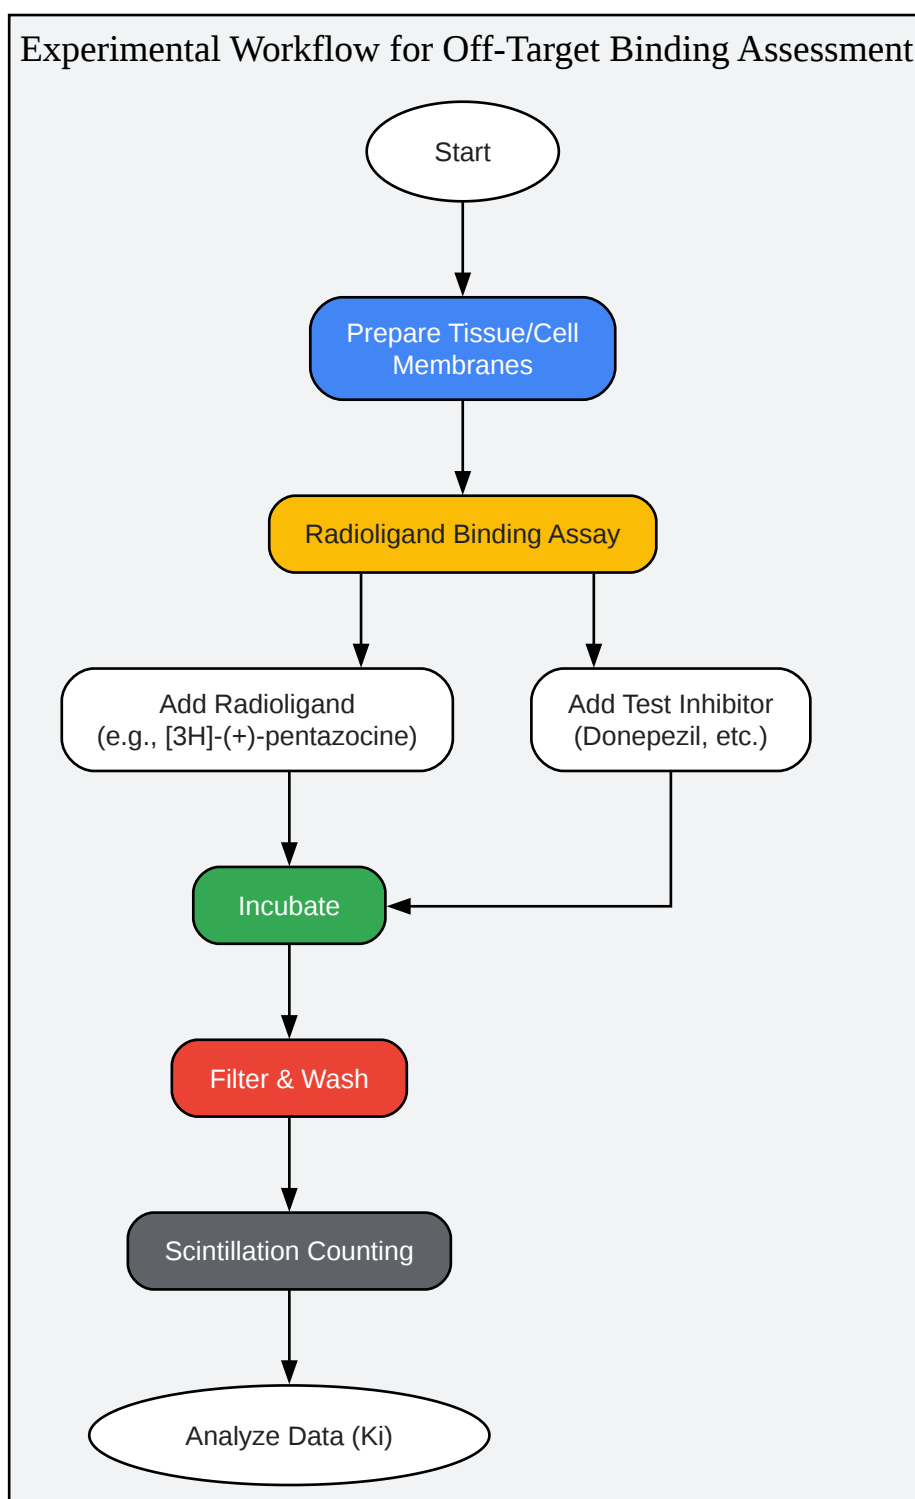 Experimental Workflow for Off-Target Binding Assessment
Start
Prepare Tissue/Cell
Membranes
Radioligand Binding Assay
Add Radioligand
(e.g., [3H]-(+)-pentazocine)
Add Test Inhibitor
(Donepezil, etc.)
Incubate
Filter & Wash
Scintillation Counting
Analyze Data (Ki)